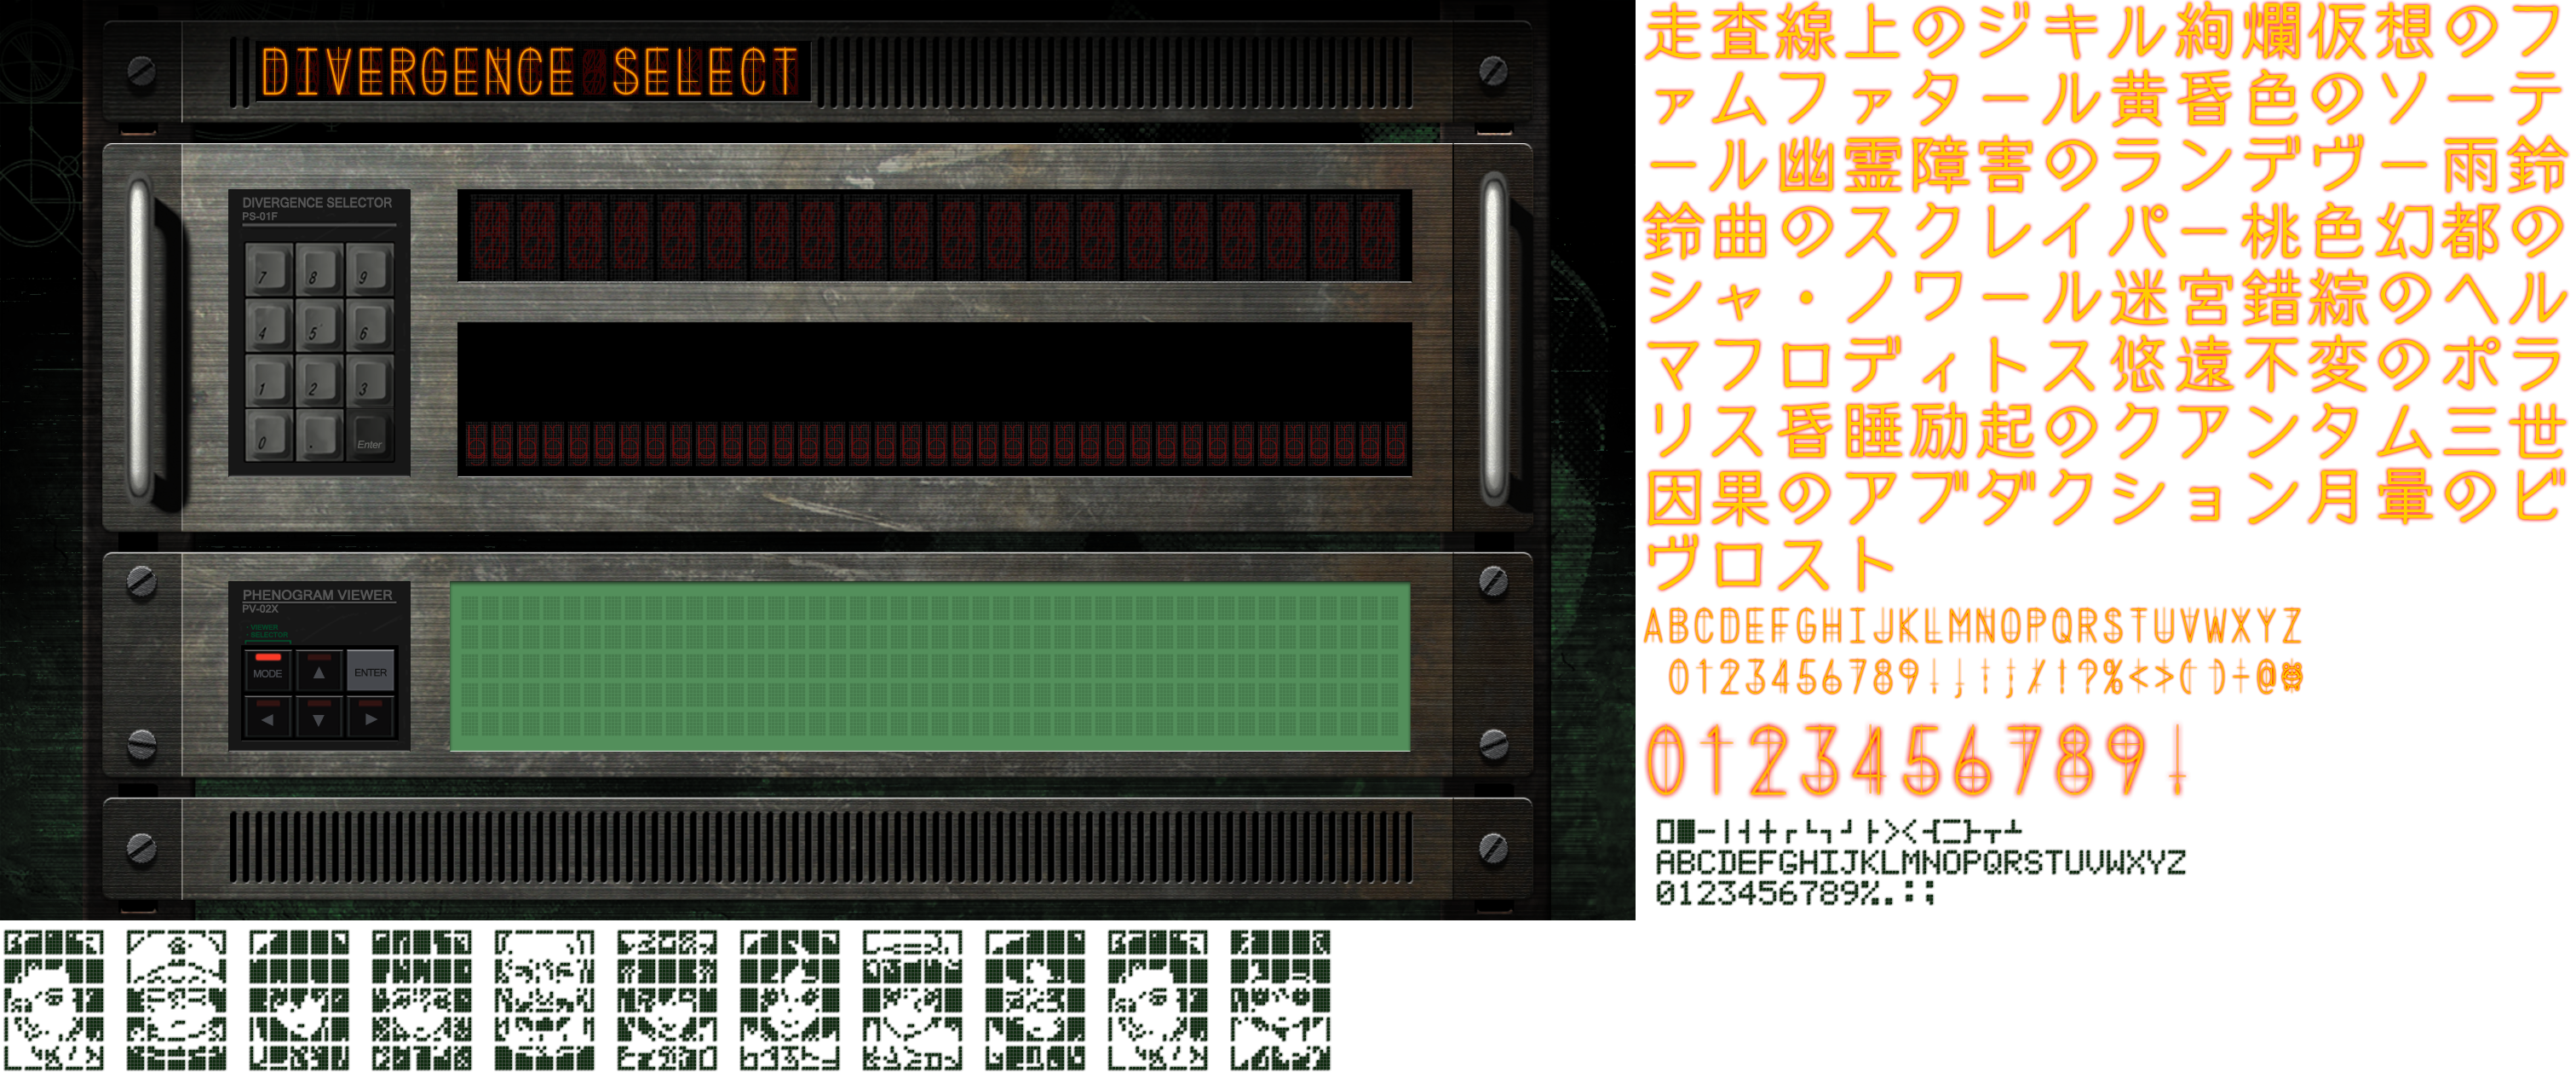 DIVERGENCE SELECT
DIVERGENCE SELECTOR
PS-01F
7 8 9
4 5 6
1 2 3
0 . Enter
PHENOGRAM VIEWER
PV-02X
- VIEWER
- SELECTOR
MODE ▲ ENTER
◀ ▼ ▶
走査線上のジキル絢爛仮想のフ
ァムファタール黄昏色のソーテ
ール幽霊障害のランデヴー雨鈴
鈴曲のスクレイパー桃色幻都の
シャ・ノワール迷宮錯綜のヘル
マフロディトス悠遠不変のポラ
リス昏睡励起のクアンタム三世
因果のアブダクション月暈のビ
ヴロスト
ABCDEFGHIJKLMNOPQRSTUVWXYZ
0123456789.,:;/!?%<>()+@
0123456789.
ABCDEFGHIJKLMNOPQRSTUVWXYZ
0123456789%.:;